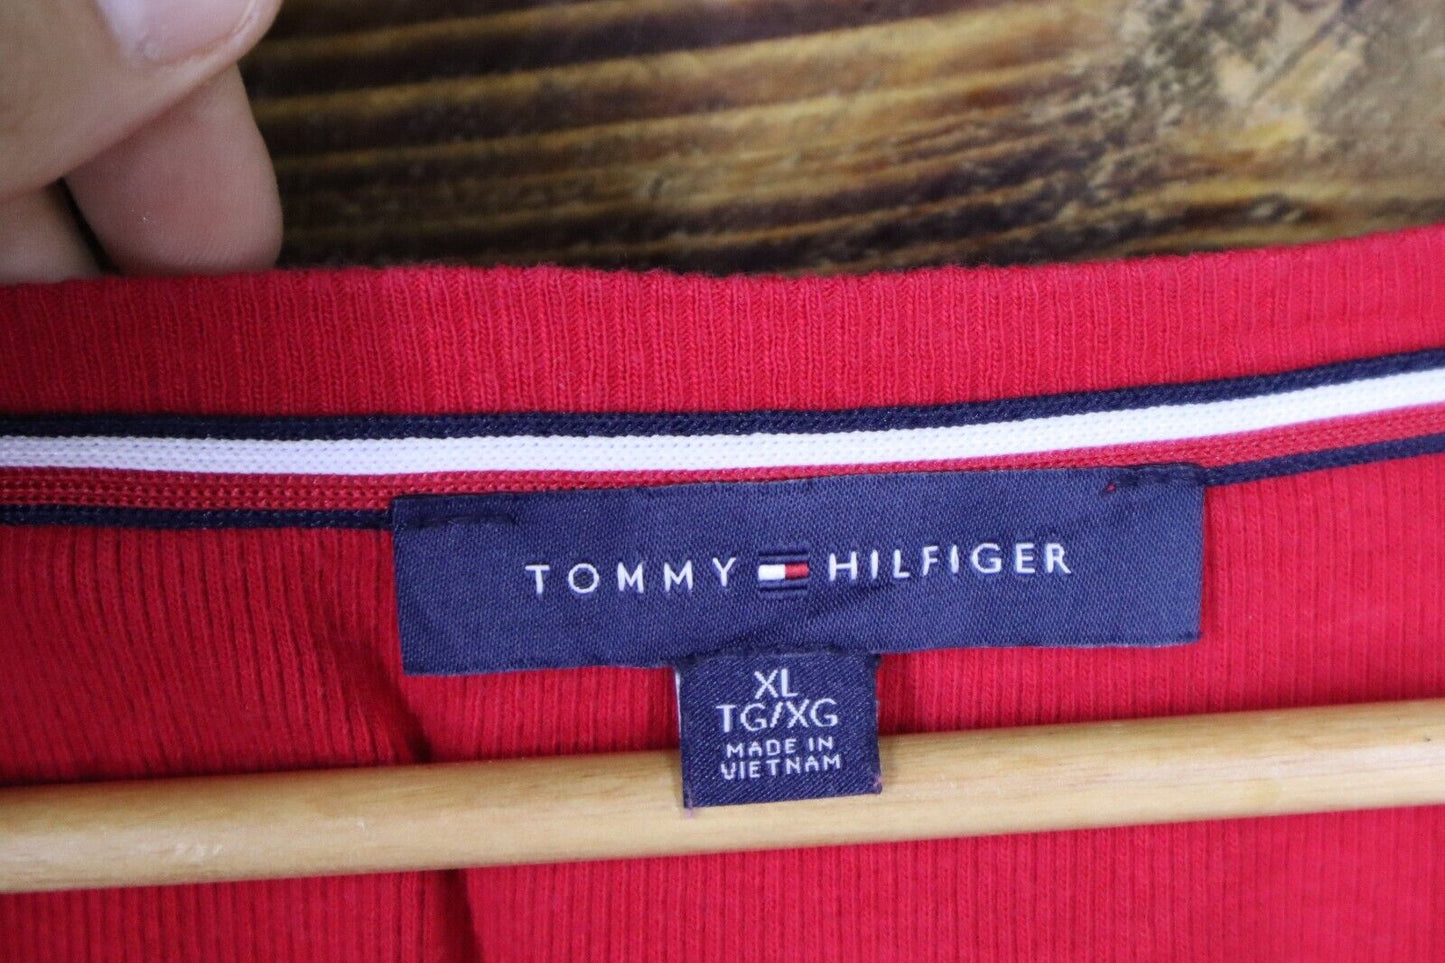 TOMMY HILFIGER
XL
TG/XG
MADE IN
VIETNAM